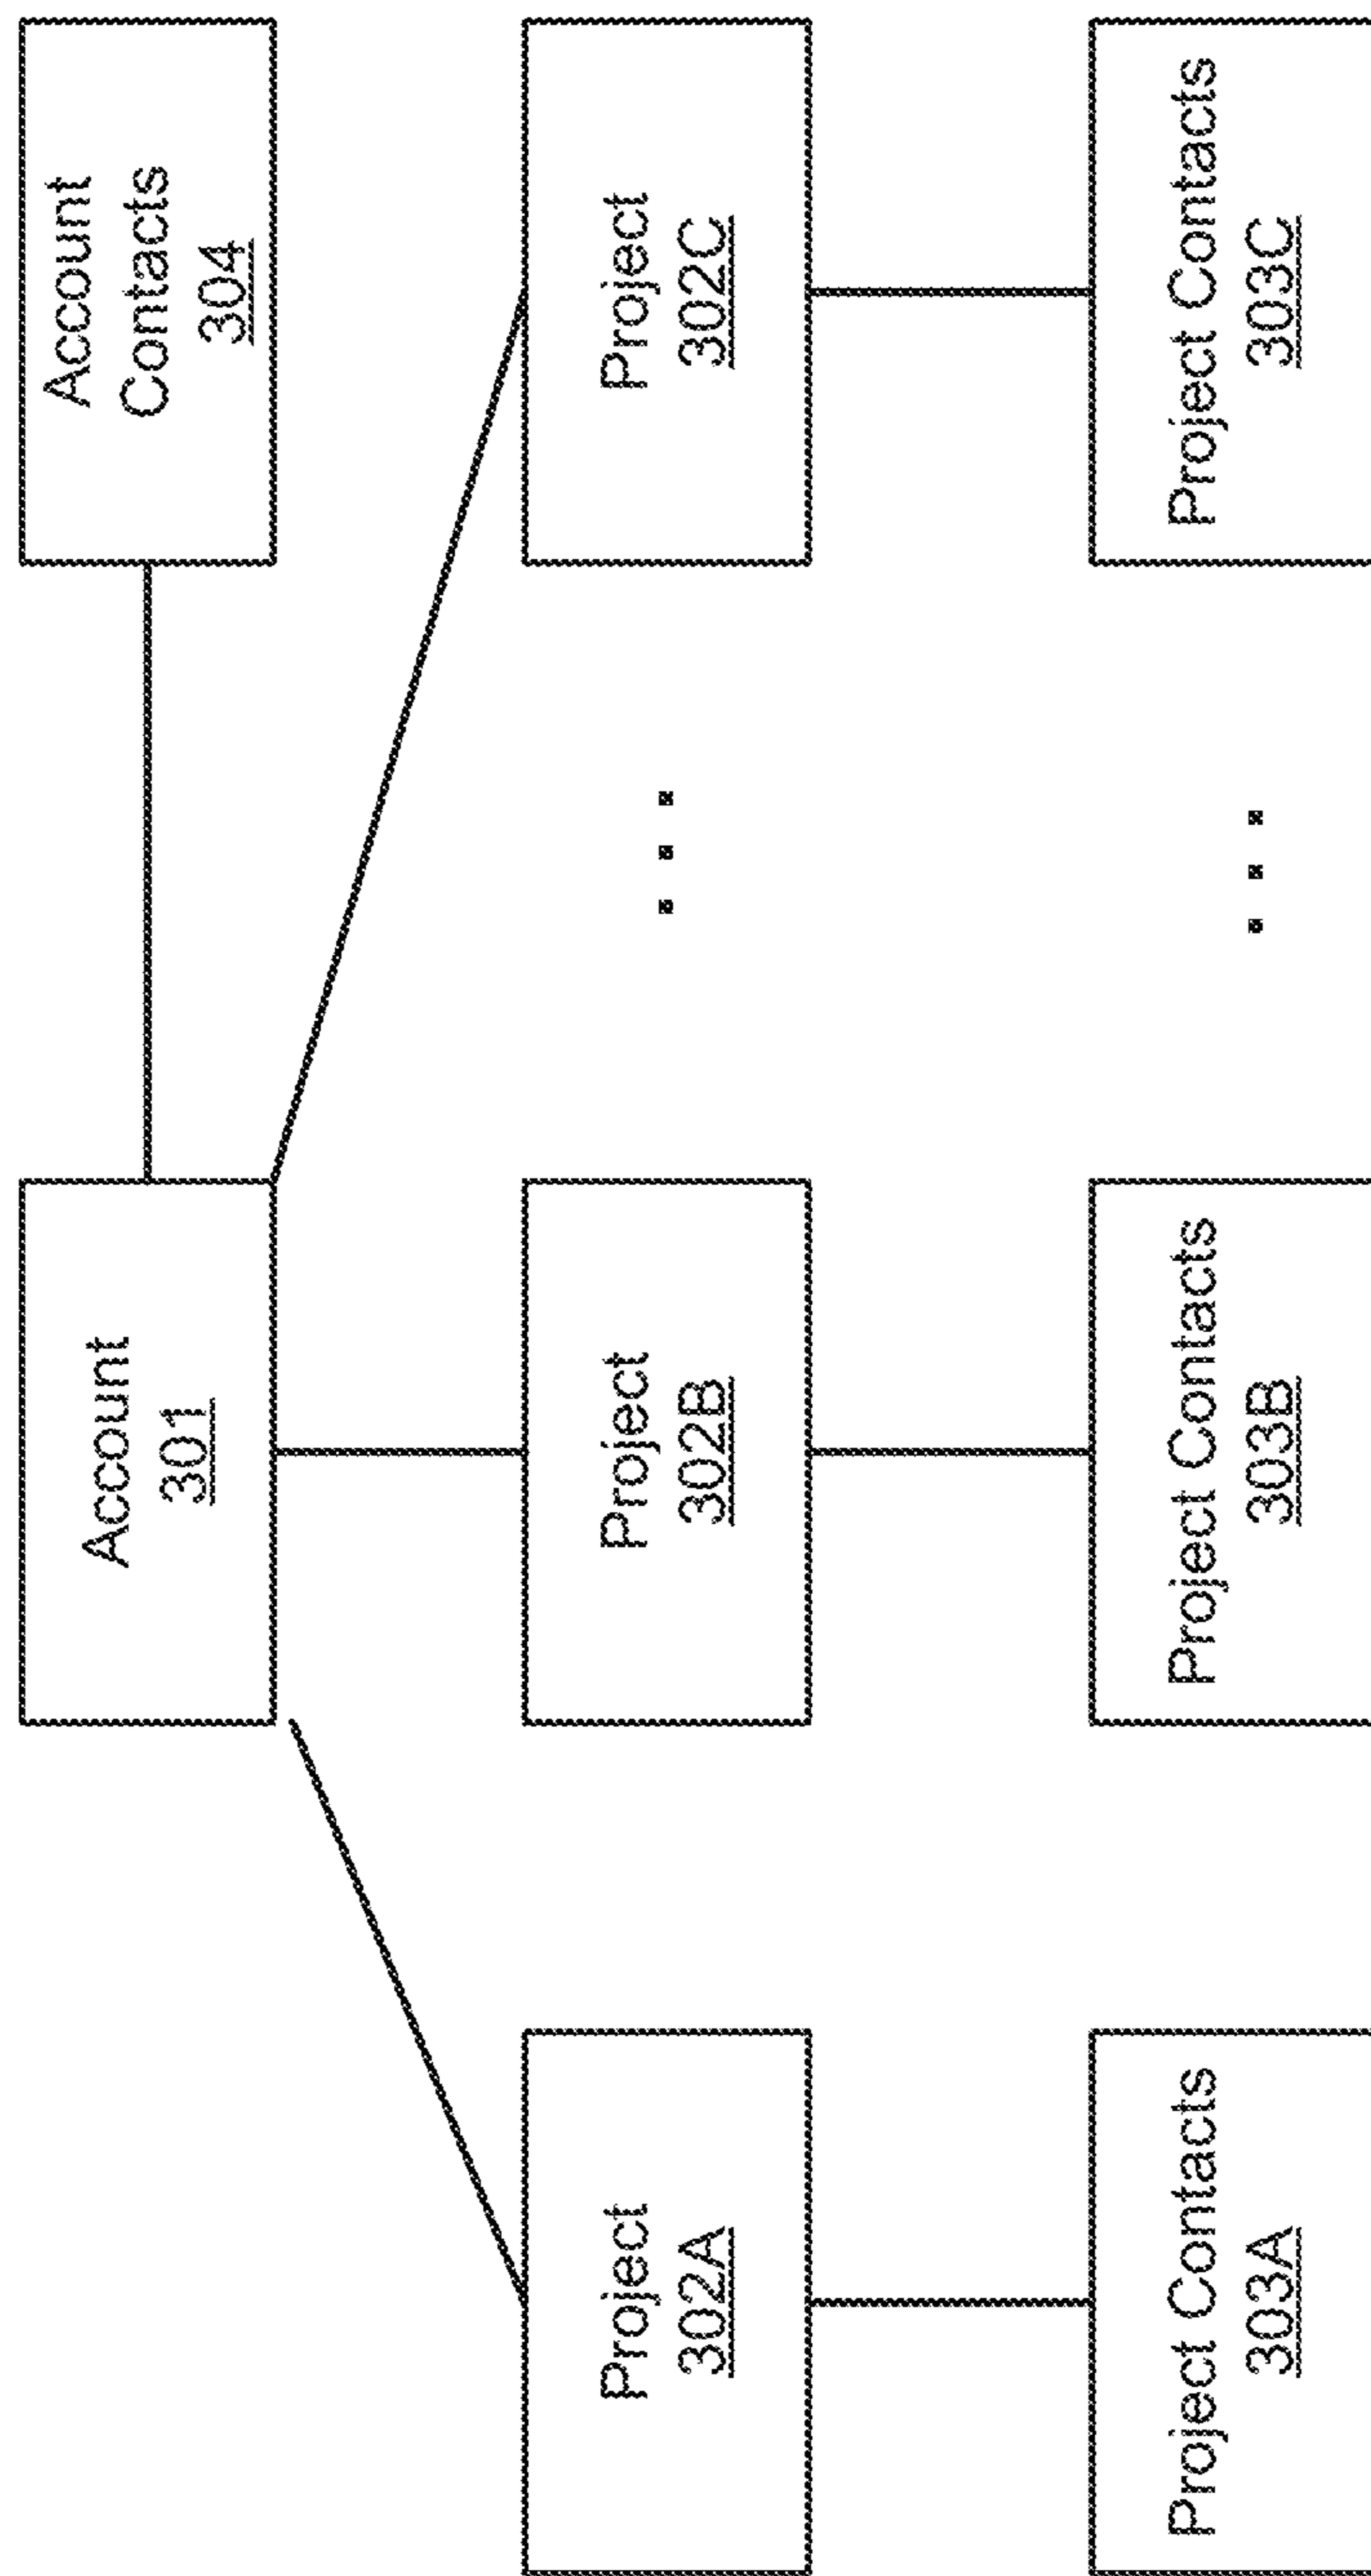 Account
301
Account
Contacts
304
Project
302A
Project
302B
. . .
Project
302C
Project Contacts
303A
Project Contacts
303B
. . .
Project Contacts
303C